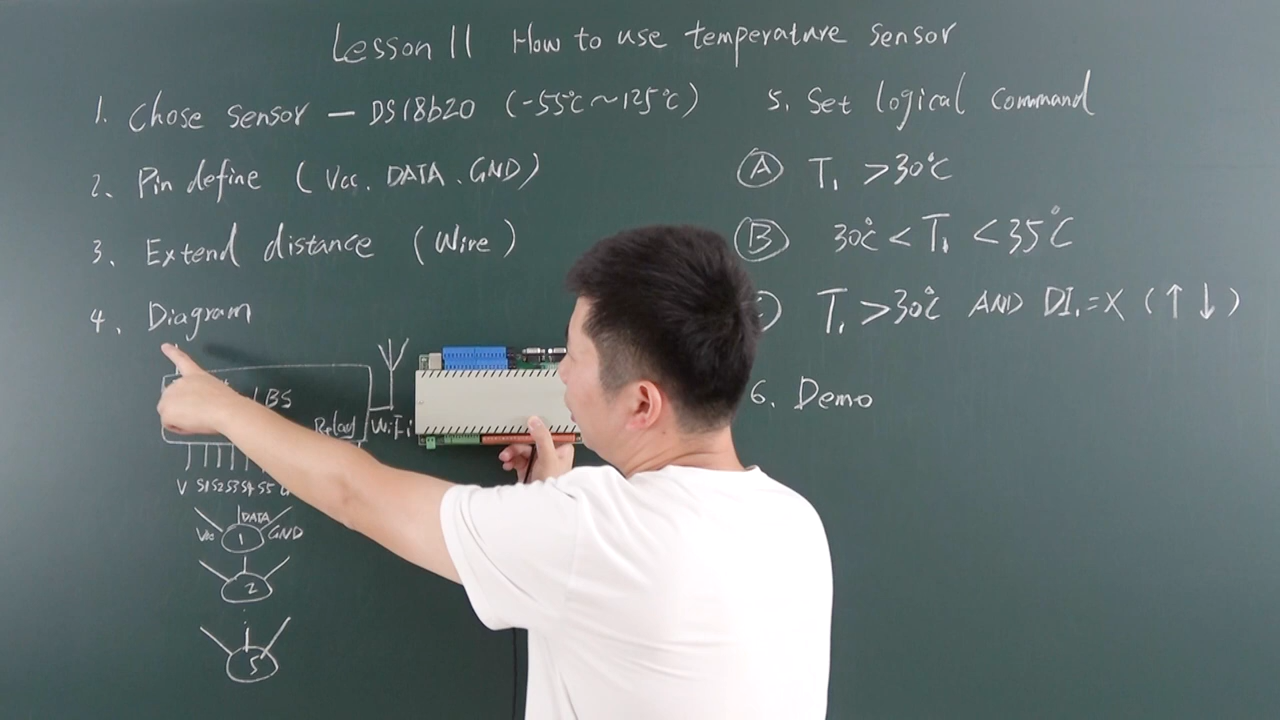 Lesson 11 How to use temperature sensor
1. Chose sensor — DS18b20 (-55℃~125℃)
2. Pin define (Vcc、DATA、GND)
3. Extend distance (Wire)
4. Diagram
BS
Relay WiFi
V S1 S2 S3 S4 S5
Vcc DATA GND
1
2
5
5. Set logical command
Ⓐ T₁ >30℃
Ⓑ 30℃ < T₁ < 35℃
T₁ >30℃ AND DI₁=X (↑↓)
6. Demo